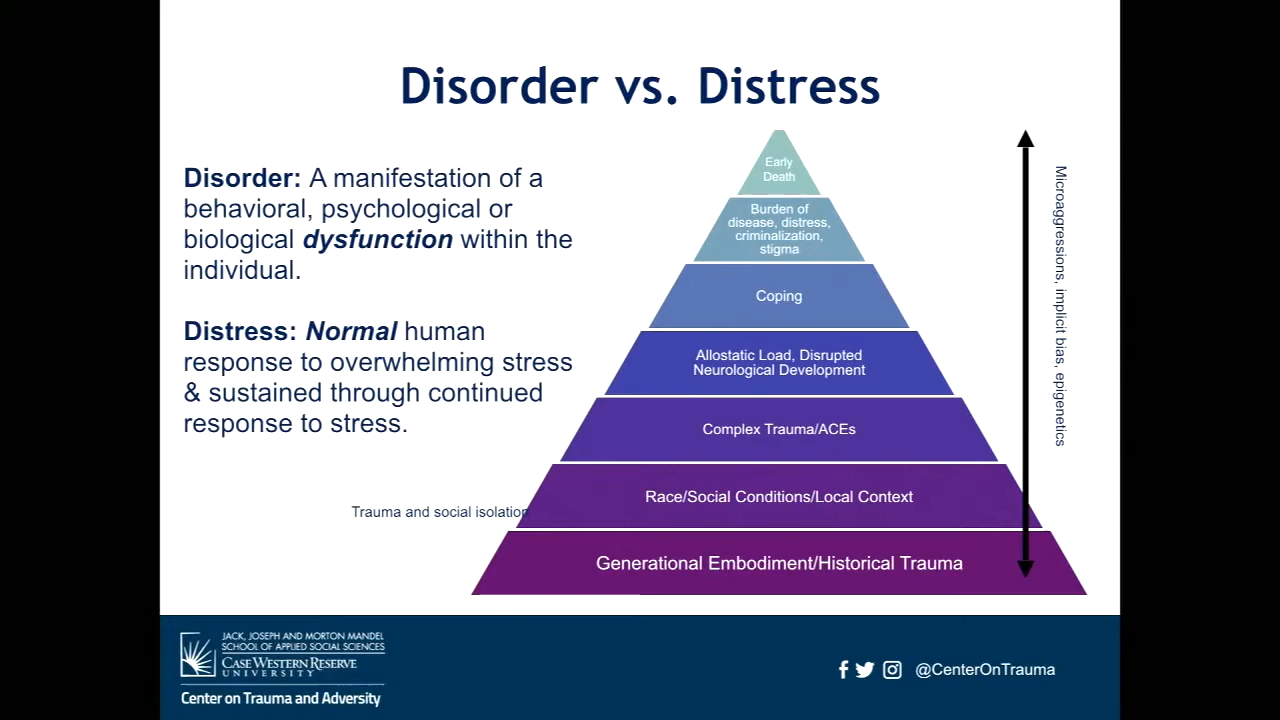 Disorder vs. Distress
Disorder: A manifestation of a
behavioral, psychological or
biological dysfunction within the
individual.
Distress: Normal human
response to overwhelming stress
& sustained through continued
response to stress.
Trauma and social isolation
Early
Death
Burden of
disease, distress,
criminalization,
stigma
Coping
Allostatic Load, Disrupted
Neurological Development
Complex Trauma/ACEs
Race/Social Conditions/Local Context
Generational Embodiment/Historical Trauma
Microaggressions, implicit bias, epigenetics
JACK, JOSEPH AND MORTON MANDEL
SCHOOL OF APPLIED SOCIAL SCIENCES
CASE WESTERN RESERVE
UNIVERSITY
Center on Trauma and Adversity
@CenterOnTrauma